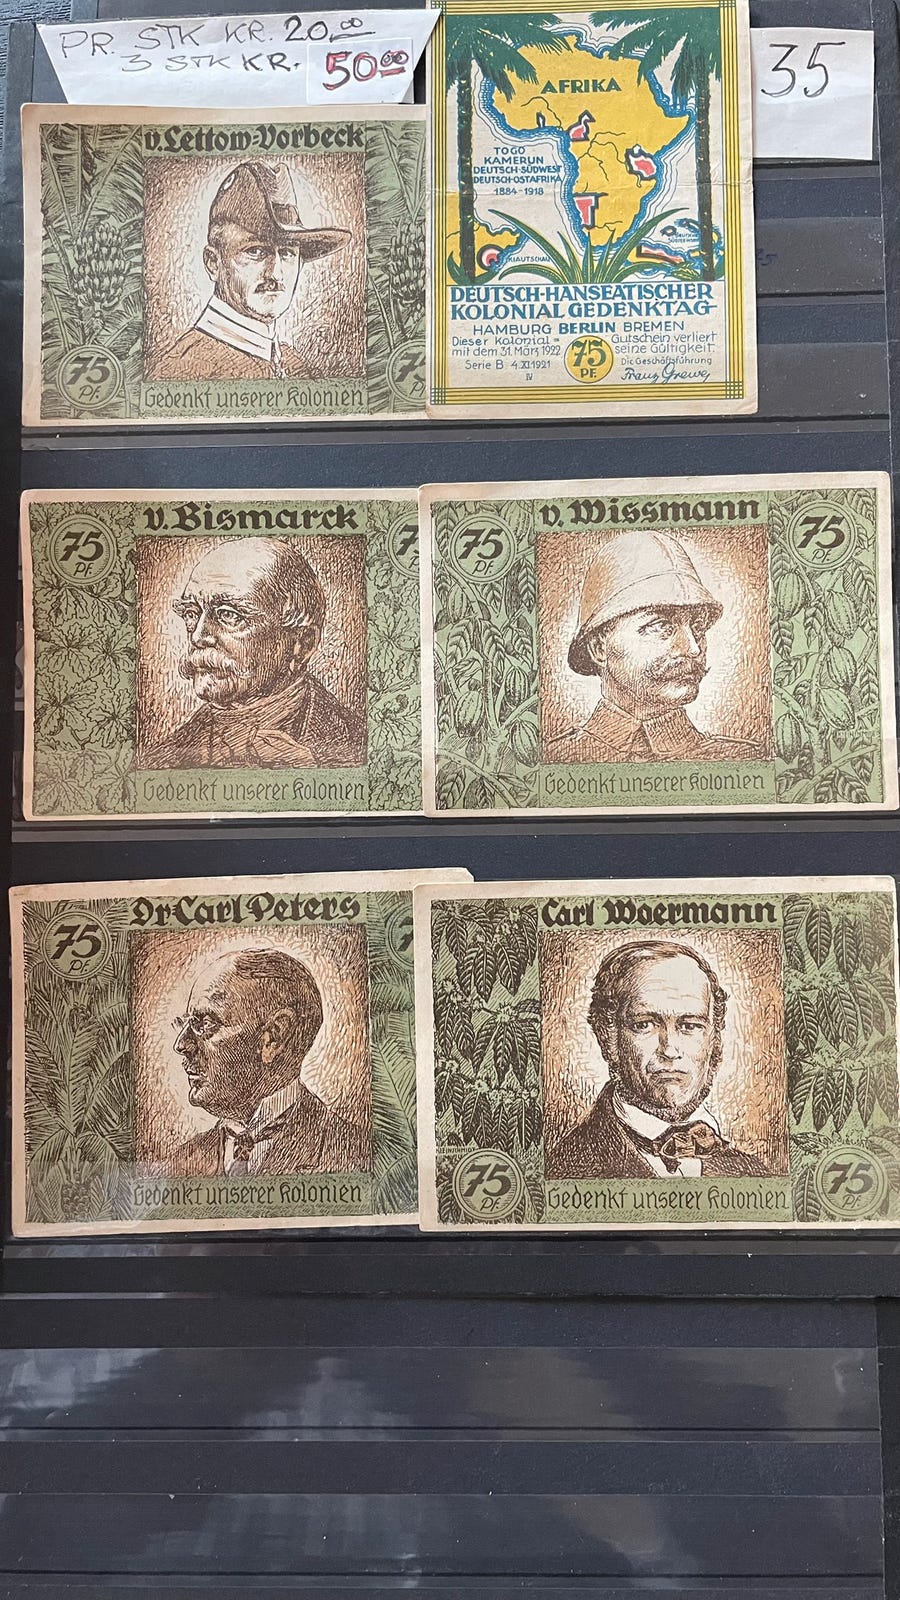 PR. STK KR. 20.00
3 STK KR. 50.00
35
v. Lettow-Vorbeck
75
Pf.
75
Gedenkt unserer Kolonien
AFRIKA
TOGO
KAMERUN
DEUTSCH-SÜDWEST
DEUTSCH-OSTAFRIKA
1884-1918
KIAUTSCHAU
DEUTSCH-HANSEATISCHER
KOLONIAL GEDENKTAG
HAMBURG BERLIN BREMEN
Dieser Kolonial= Gutschein verliert
mit dem 31. März 1922 seine Gültigkeit.
Serie B 4.XI.1921
IV
75
PF.
Die Geschäftsführung
Franz Grewe
v. Bismarck
75
Pf.
Gedenkt unserer Kolonien
v. Wissmann
75
Pf.
75
Pf.
Gedenkt unserer Kolonien
Dr Carl Peters
75
Pf.
Gedenkt unserer Kolonien
Carl Woermann
75
Pf.
75
Pf.
Gedenkt unserer Kolonien